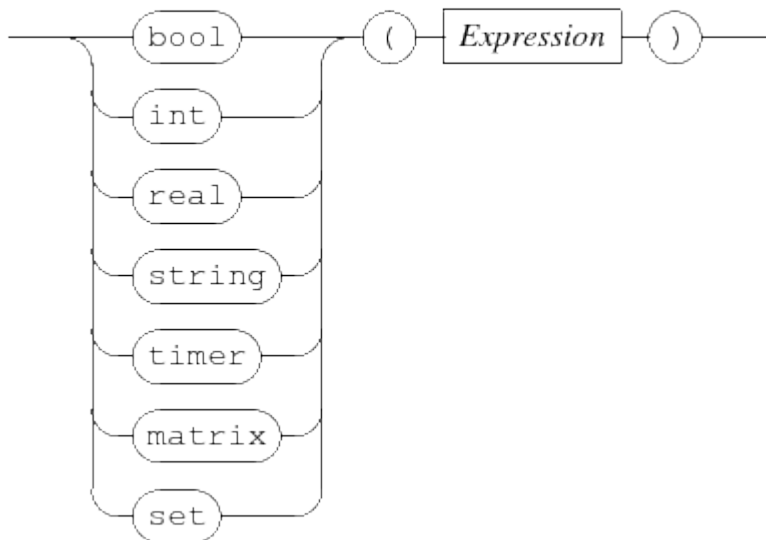 bool ( Expression )
int
real
string
timer
matrix
set